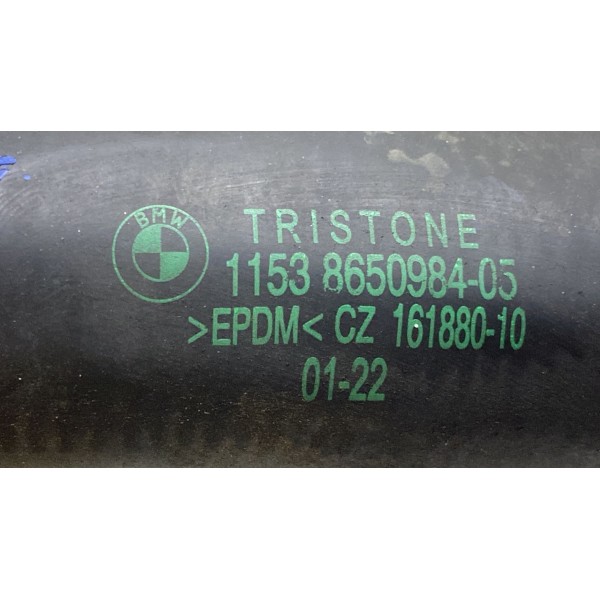 BMW
TRISTONE
1153 8650984-05
>EPDM< CZ 161880-10
01-22